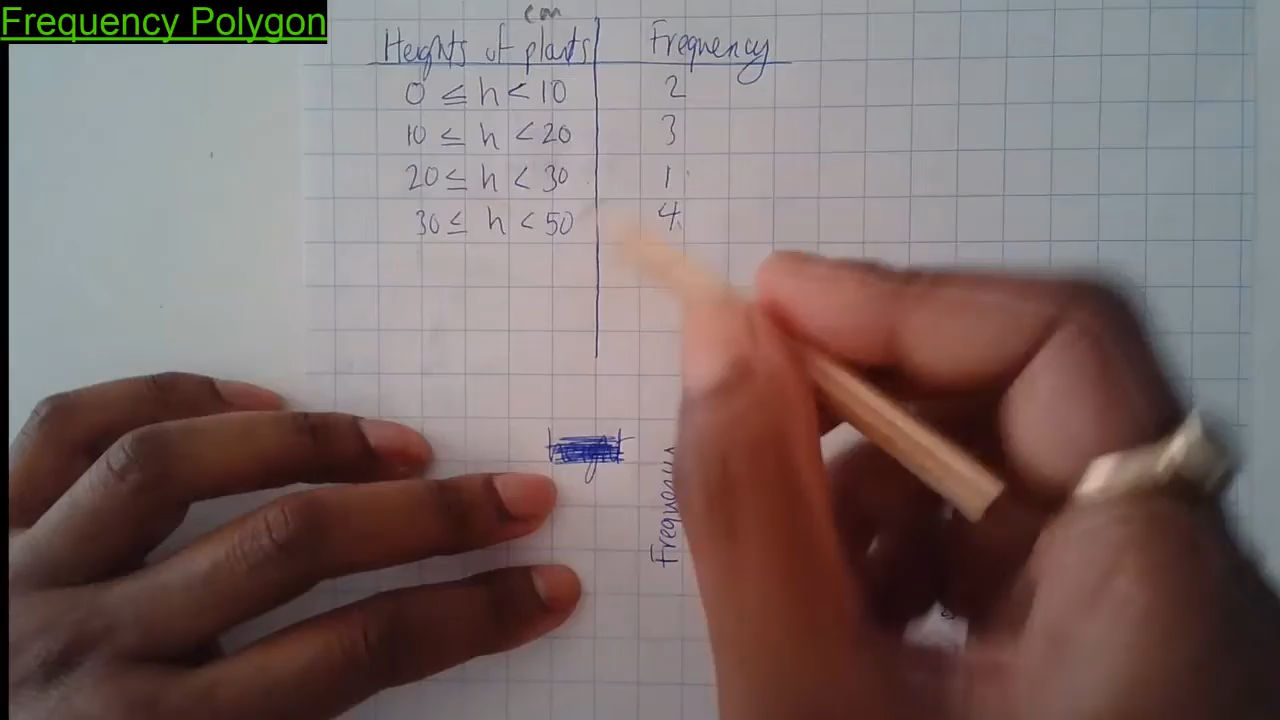 Frequency Polygon
cm
Heights of plants Frequency
0 ≤ h < 10 2
10 ≤ h < 20 3
20 ≤ h < 30 1
30 ≤ h < 50 4